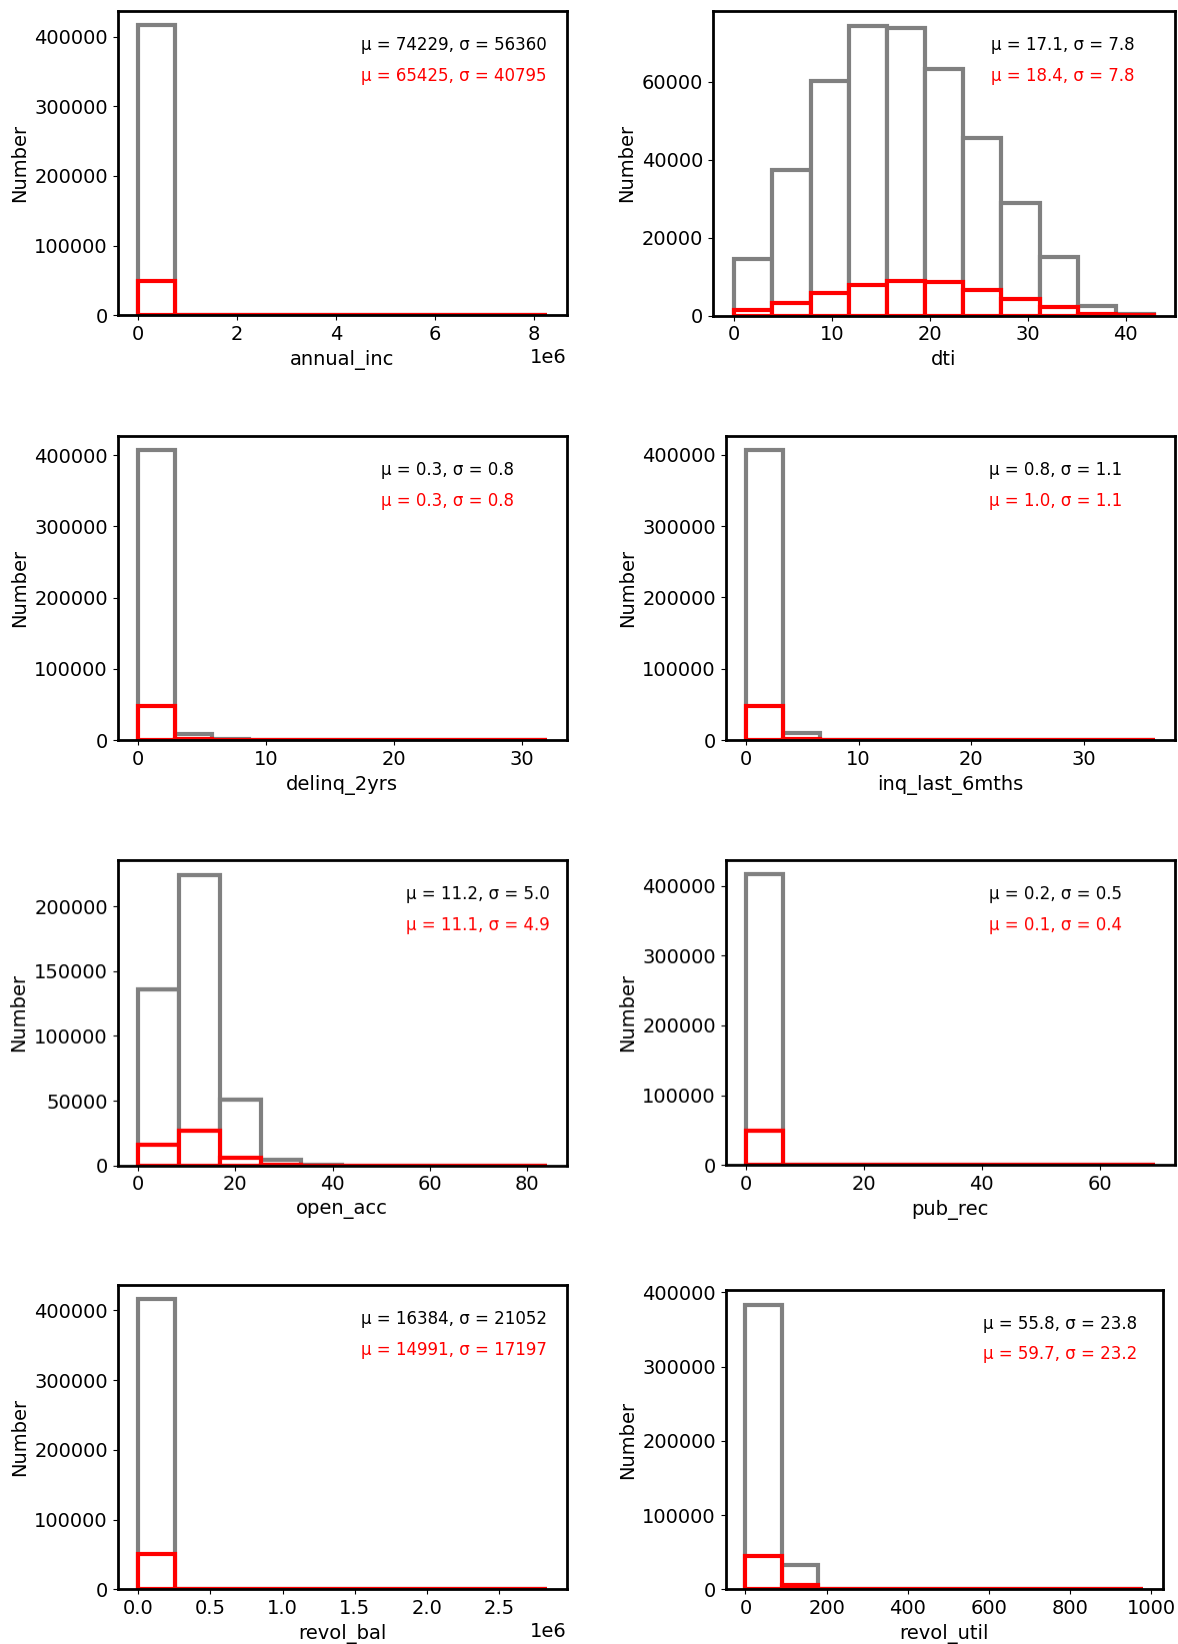 μ = 74229, σ = 56360
μ = 65425, σ = 40795
400000
300000
200000
100000
0
Number
0 2 4 6 8
1e6
annual_inc
μ = 17.1, σ = 7.8
μ = 18.4, σ = 7.8
60000
40000
20000
0
Number
0 10 20 30 40
dti
μ = 0.3, σ = 0.8
μ = 0.3, σ = 0.8
400000
300000
200000
100000
0
Number
0 10 20 30
delinq_2yrs
μ = 0.8, σ = 1.1
μ = 1.0, σ = 1.1
400000
300000
200000
100000
0
Number
0 10 20 30
inq_last_6mths
μ = 11.2, σ = 5.0
μ = 11.1, σ = 4.9
200000
150000
100000
50000
0
Number
0 20 40 60 80
open_acc
μ = 0.2, σ = 0.5
μ = 0.1, σ = 0.4
400000
300000
200000
100000
0
Number
0 20 40 60
pub_rec
μ = 16384, σ = 21052
μ = 14991, σ = 17197
400000
300000
200000
100000
0
Number
0.0 0.5 1.0 1.5 2.0 2.5
1e6
revol_bal
μ = 55.8, σ = 23.8
μ = 59.7, σ = 23.2
400000
300000
200000
100000
0
Number
0 200 400 600 800 1000
revol_util